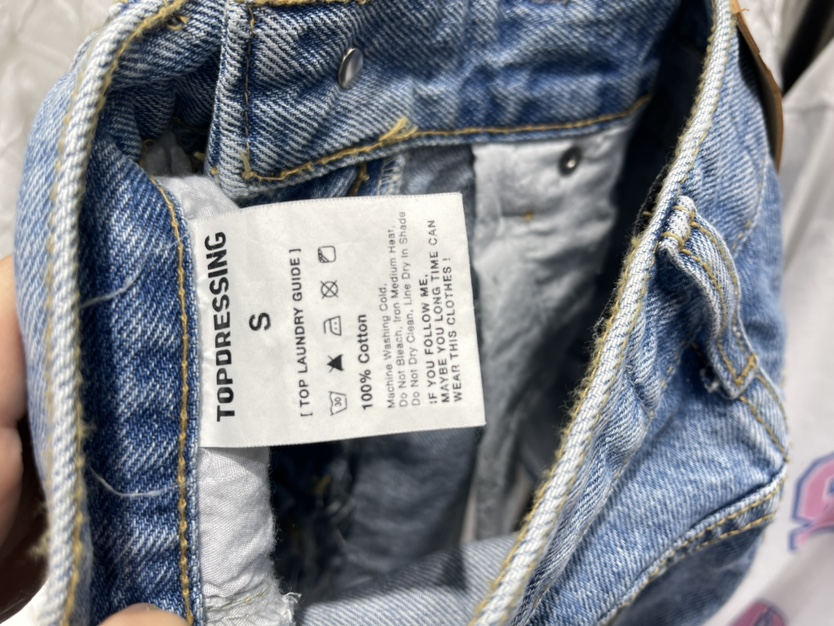 TOPDRESSING
S
[ TOP LAUNDRY GUIDE ]
30
100% Cotton
Machine Washing Cold,
Do Not Bleach, Iron Medium Heat,
Do Not Dry Clean, Line Dry In Shade
IF YOU FOLLOW ME,
MAYBE YOU LONG TIME CAN
WEAR THIS CLOTHES !